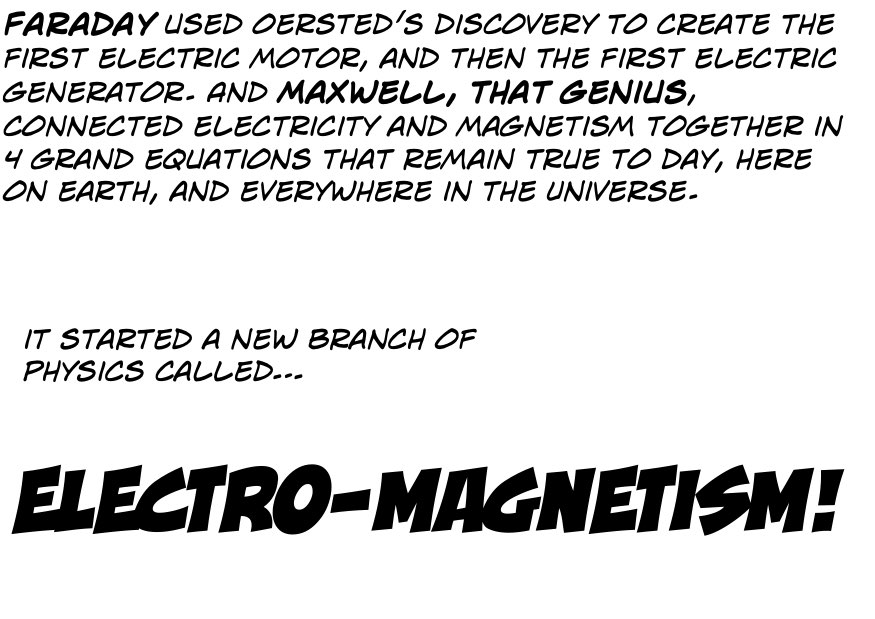 FARADAY USED OERSTED'S DISCOVERY TO CREATE THE
FIRST ELECTRIC MOTOR, AND THEN THE FIRST ELECTRIC
GENERATOR. AND MAXWELL, THAT GENIUS,
CONNECTED ELECTRICITY AND MAGNETISM TOGETHER IN
4 GRAND EQUATIONS THAT REMAIN TRUE TO DAY, HERE
ON EARTH, AND EVERYWHERE IN THE UNIVERSE.
IT STARTED A NEW BRANCH OF
PHYSICS CALLED...
ELECTRO-MAGNETISM!